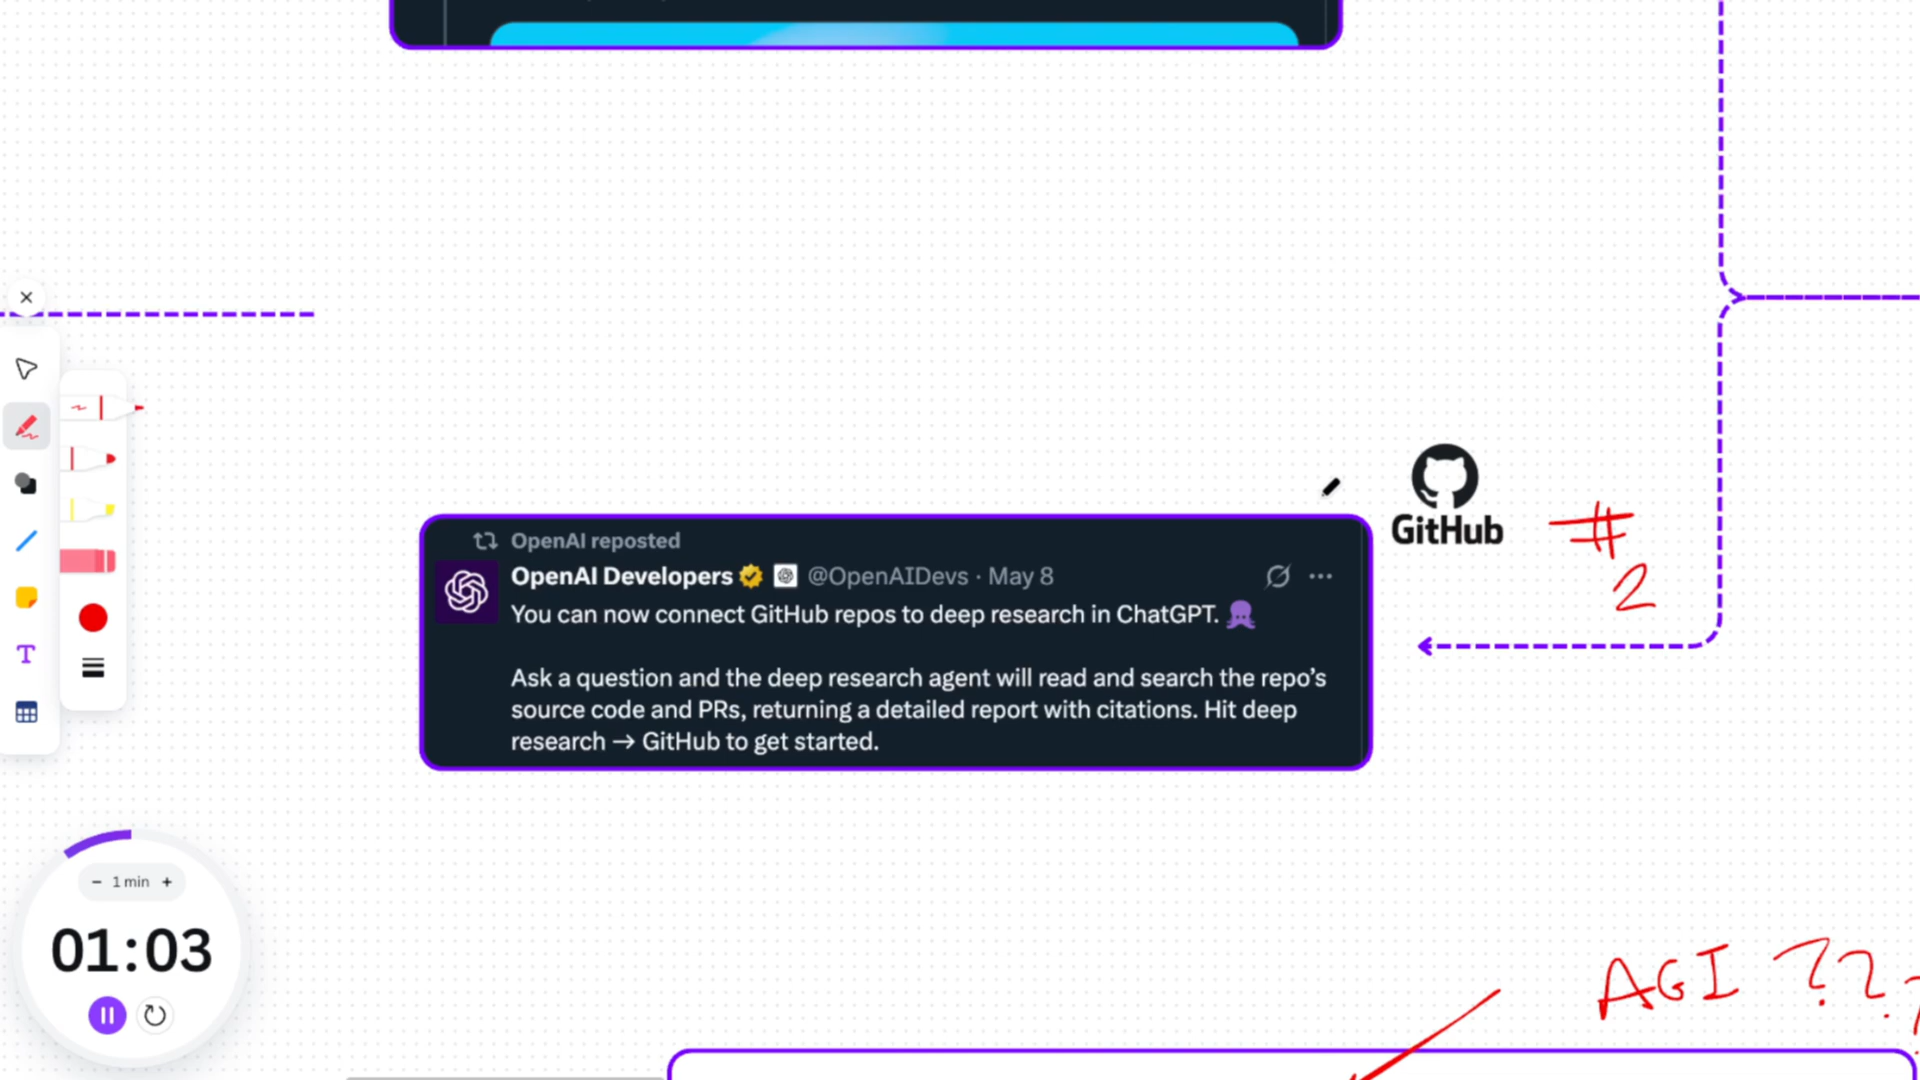 OpenAI reposted
OpenAI Developers @OpenAIDevs · May 8
You can now connect GitHub repos to deep research in ChatGPT. 🐙
Ask a question and the deep research agent will read and search the repo’s
source code and PRs, returning a detailed report with citations. Hit deep
research → GitHub to get started.
GitHub
#
2
T
− 1 min +
01:03
AGI ???